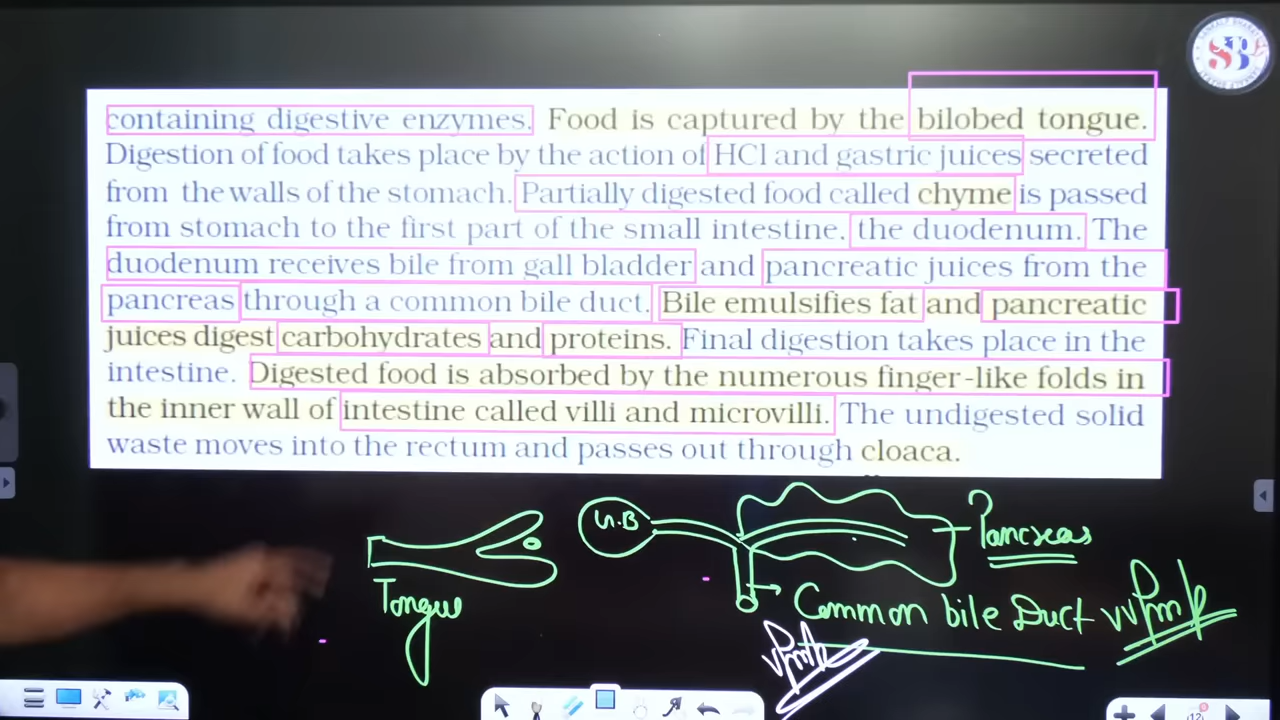 containing digestive enzymes. Food is captured by the bilobed tongue.
Digestion of food takes place by the action of HCl and gastric juices secreted
from the walls of the stomach. Partially digested food called chyme is passed
from stomach to the first part of the small intestine. the duodenum. The
duodenum receives bile from gall bladder and pancreatic juices from the
pancreas through a common bile duct. Bile emulsifies fat and pancreatic
juices digest carbohydrates and proteins. Final digestion takes place in the
intestine. Digested food is absorbed by the numerous finger-like folds in
the inner wall of intestine called villi and microvilli. The undigested solid
waste moves into the rectum and passes out through cloaca.
G.B
Pancreas
Tongue
Common bile Duct